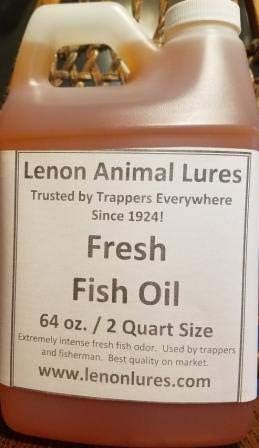 Lenon Animal Lures
Trusted by Trappers Everywhere
Since 1924!
Fresh
Fish Oil
64 oz. / 2 Quart Size
Extremely intense fresh fish odor. Used by trappers
and fisherman. Best quality on market.
www.lenonlures.com